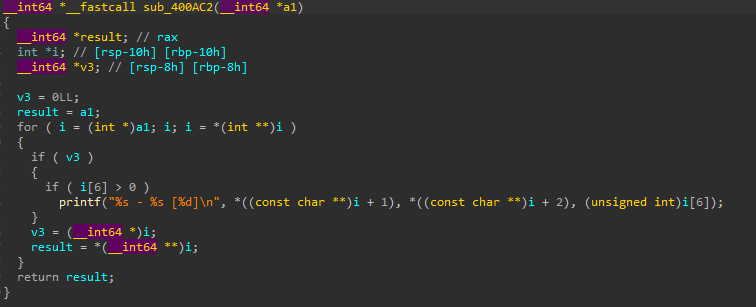 __int64 *__fastcall sub_400AC2(__int64 *a1)
{
  __int64 *result; // rax
  int *i; // [rsp-10h] [rbp-10h]
  __int64 *v3; // [rsp-8h] [rbp-8h]

  v3 = 0LL;
  result = a1;
  for ( i = (int *)a1; i; i = *(int **)i )
  {
    if ( v3 )
    {
      if ( i[6] > 0 )
        printf("%s - %s [%d]\n", *((const char **)i + 1), *((const char **)i + 2), (unsigned int)i[6]);
    }
    v3 = (__int64 *)i;
    result = *(__int64 **)i;
  }
  return result;
}